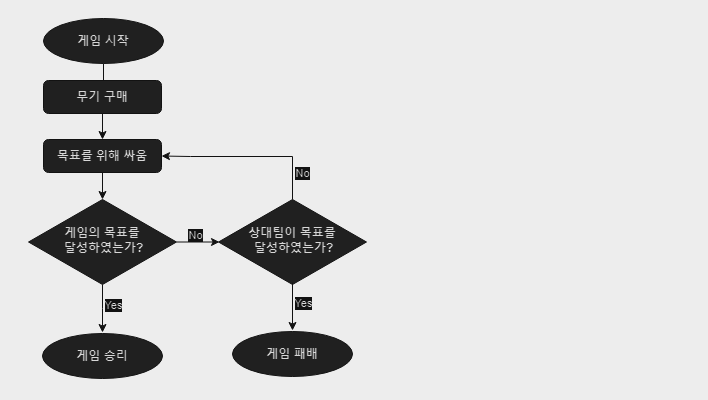 게임 시작
무기 구매
목표를 위해 싸움
No
게임의 목표를
달성하였는가?
No
상대팀이 목표를
달성하였는가?
Yes
Yes
게임 승리
게임 패배